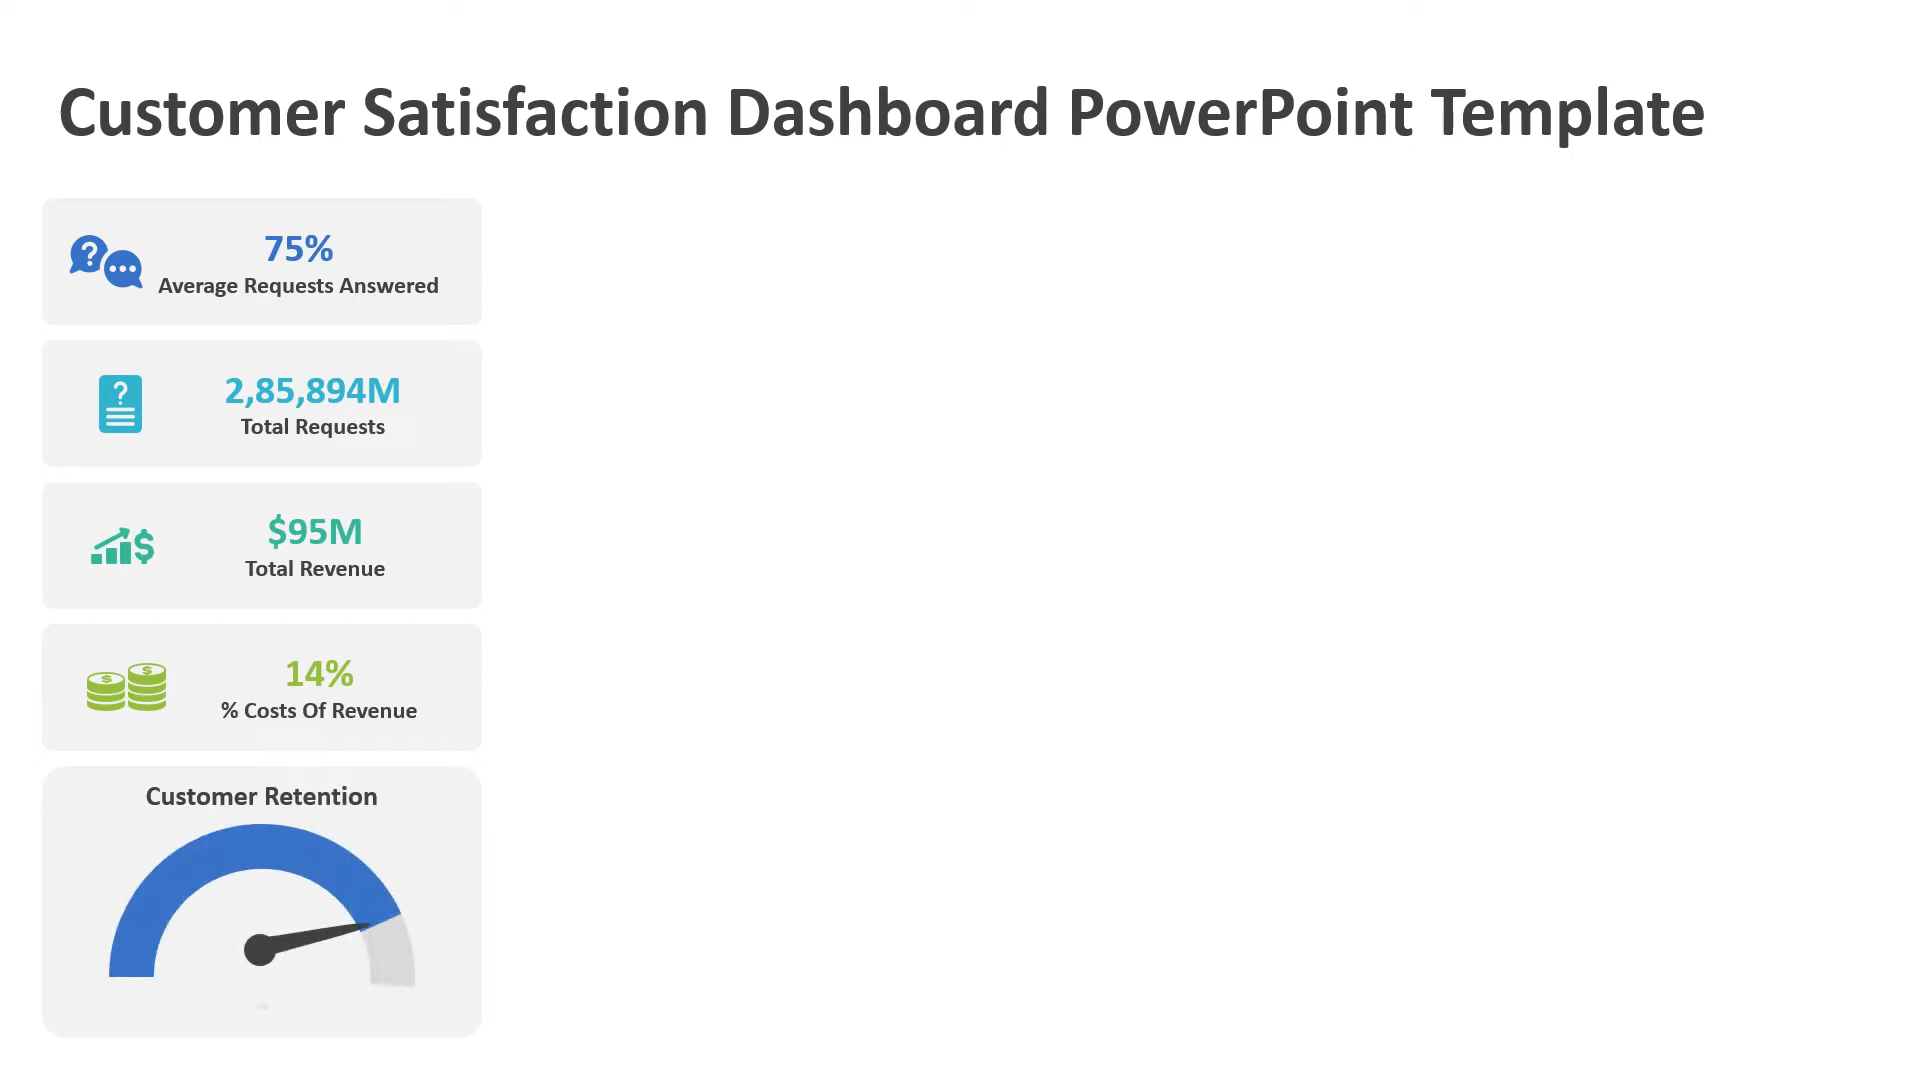 Customer Satisfaction Dashboard PowerPoint Template
75%
Average Requests Answered
2,85,894M
Total Requests
$95M
Total Revenue
14%
% Costs Of Revenue
Customer Retention